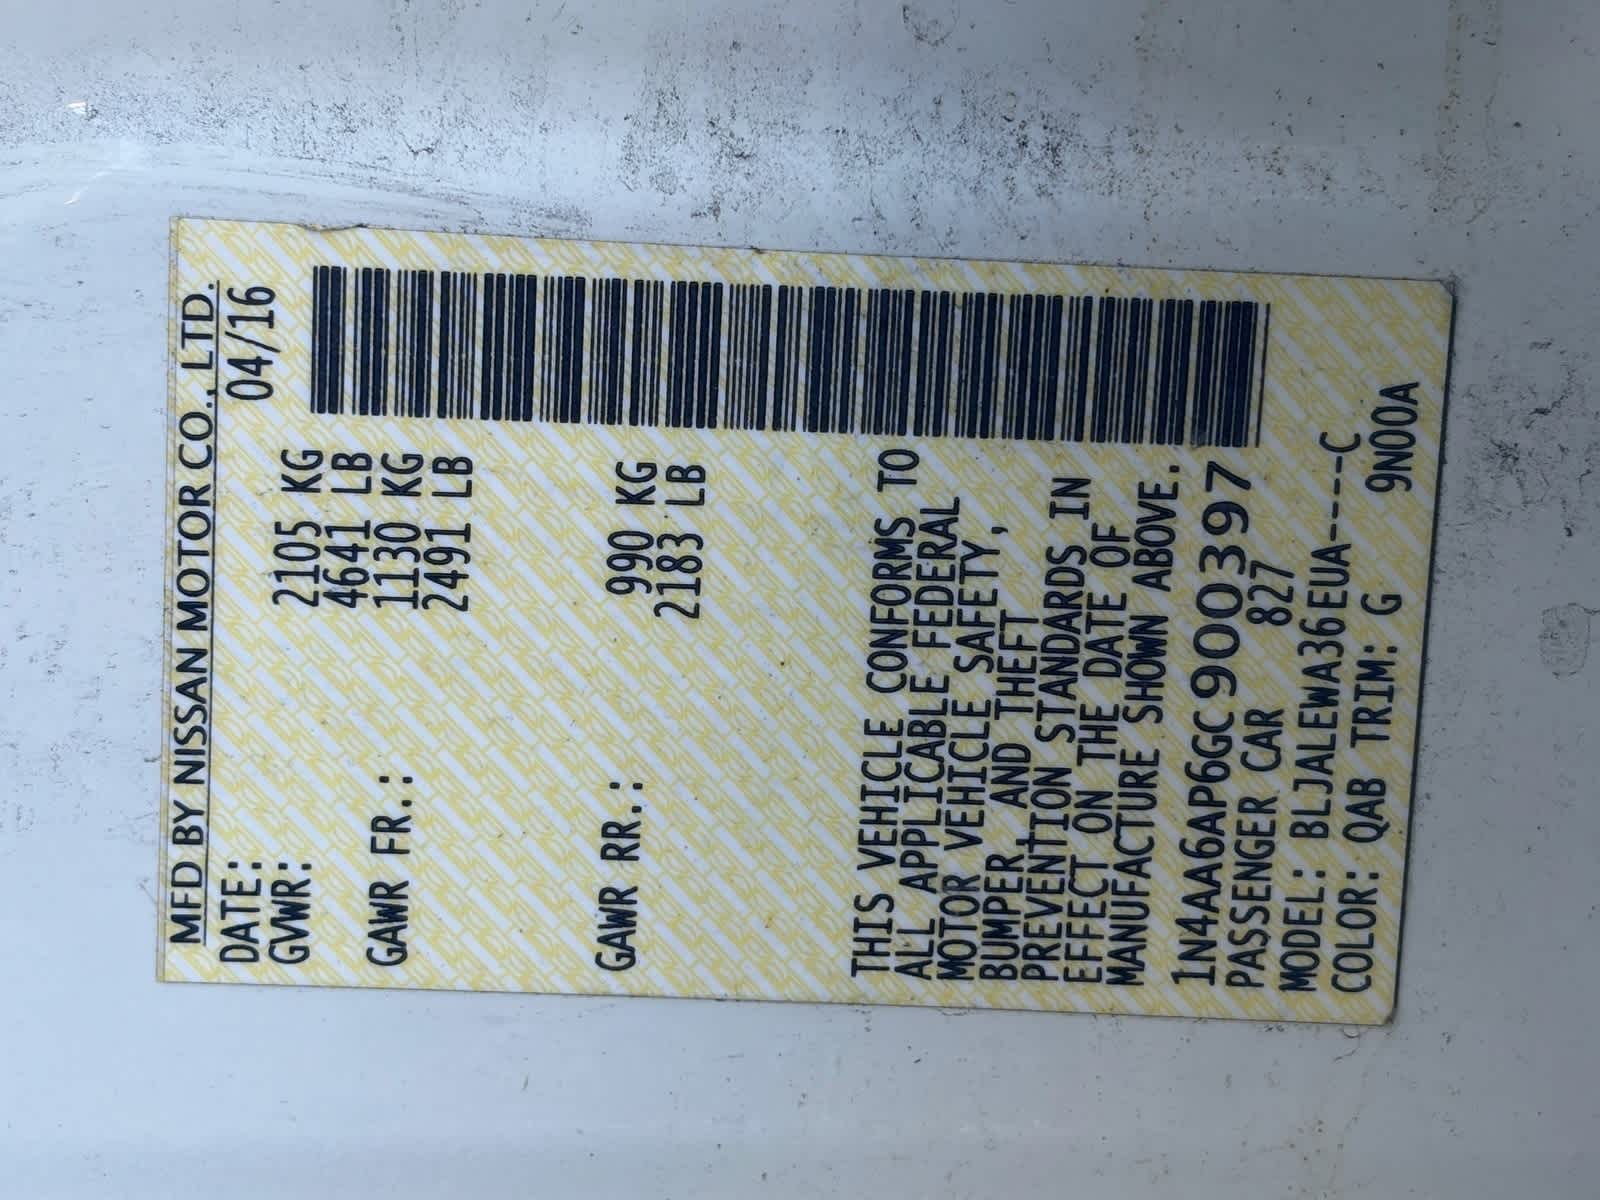 MFD BY NISSAN MOTOR CO., LTD.
DATE: 04/16
GVWR: 2105 KG
4641 LB
GAWR FR.: 1130 KG
2491 LB
GAWR RR.: 990 KG
2183 LB
THIS VEHICLE CONFORMS TO
ALL APPLICABLE FEDERAL
MOTOR VEHICLE SAFETY,
BUMPER, AND THEFT
PREVENTION STANDARDS IN
EFFECT ON THE DATE OF
MANUFACTURE SHOWN ABOVE.
1N4AA6AP6GC900397
PASSENGER CAR 827
MODEL: BLJALEWA36EUA-----C
COLOR: QAB TRIM: G 9N00A